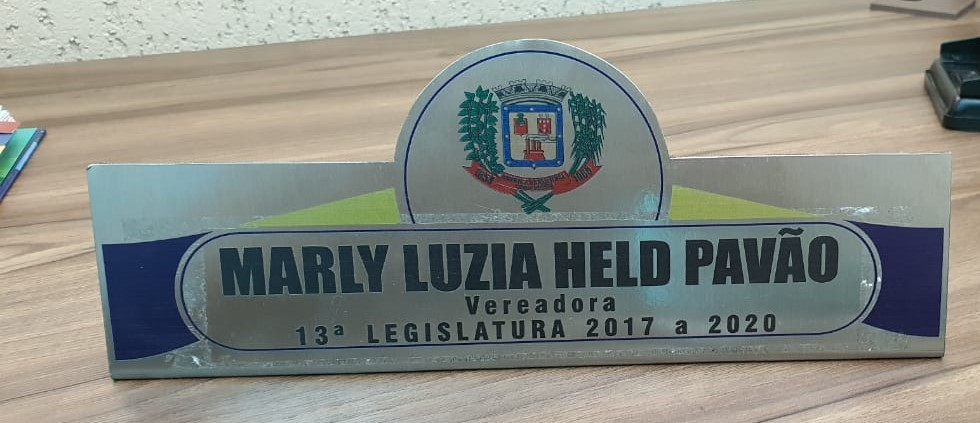 MARLY LUZIA HELD PAVÃO
Vereadora
13ª LEGISLATURA 2017 a 2020